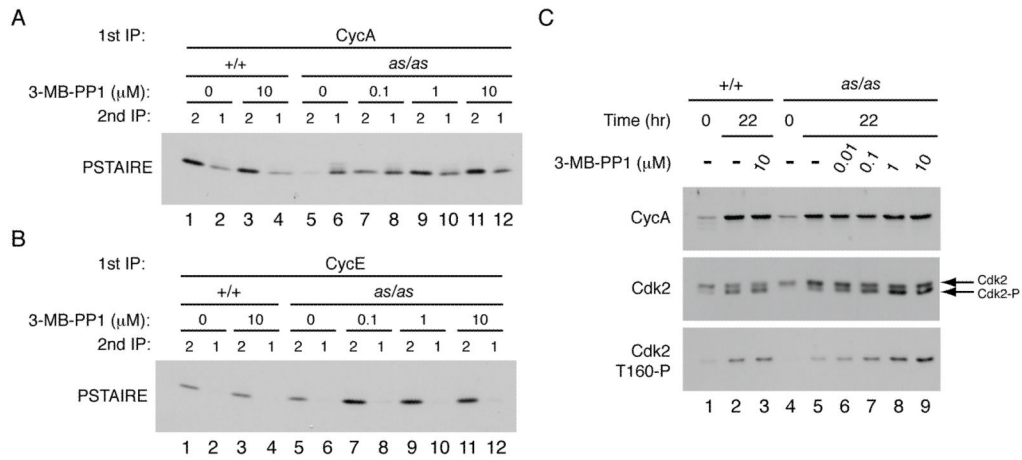 A
1st IP: CycA
+/+ as/as
3-MB-PP1 (μM): 0 10 0 0.1 1 10
2nd IP: 2 1 2 1 2 1 2 1 2 1 2 1
PSTAIRE
1 2 3 4 5 6 7 8 9 10 11 12
B
1st IP: CycE
+/+ as/as
3-MB-PP1 (μM): 0 10 0 0.1 1 10
2nd IP: 2 1 2 1 2 1 2 1 2 1 2 1
PSTAIRE
1 2 3 4 5 6 7 8 9 10 11 12
C
+/+ as/as
Time (hr) 0 22 0 22
3-MB-PP1 (μM) - - 10 - - 0.01 0.1 1 10
CycA
Cdk2
Cdk2
Cdk2-P
Cdk2
T160-P
1 2 3 4 5 6 7 8 9